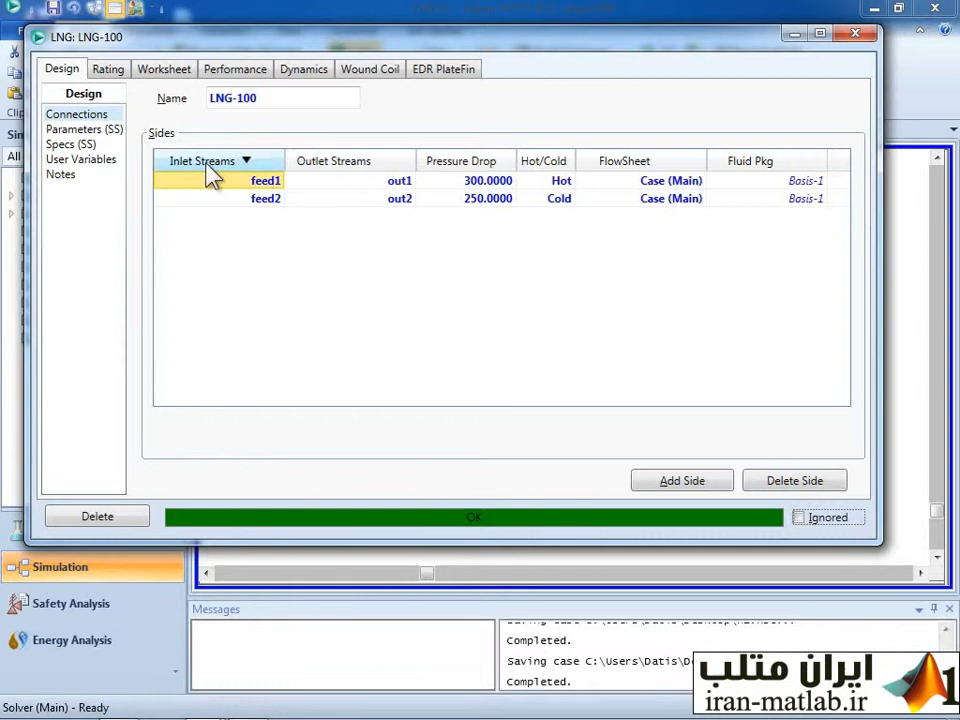 LNG: LNG-100
Design
Rating
Worksheet
Performance
Dynamics
Wound Coil
EDR PlateFin
Design
Connections
Parameters (SS)
Specs (SS)
User Variables
Notes
Name
LNG-100
Sides
Inlet Streams
Outlet Streams
Pressure Drop
Hot/Cold
FlowSheet
Fluid Pkg
feed1
out1
300.0000
Hot
Case (Main)
Basis-1
feed2
out2
250.0000
Cold
Case (Main)
Basis-1
Add Side
Delete Side
Delete
OK
Ignored
All
Simulation
Safety Analysis
Energy Analysis
Messages
Completed.
Saving case C:\Users\Datis\De
Completed.
Solver (Main) - Ready
ایران متلب
iran-matlab.ir
1